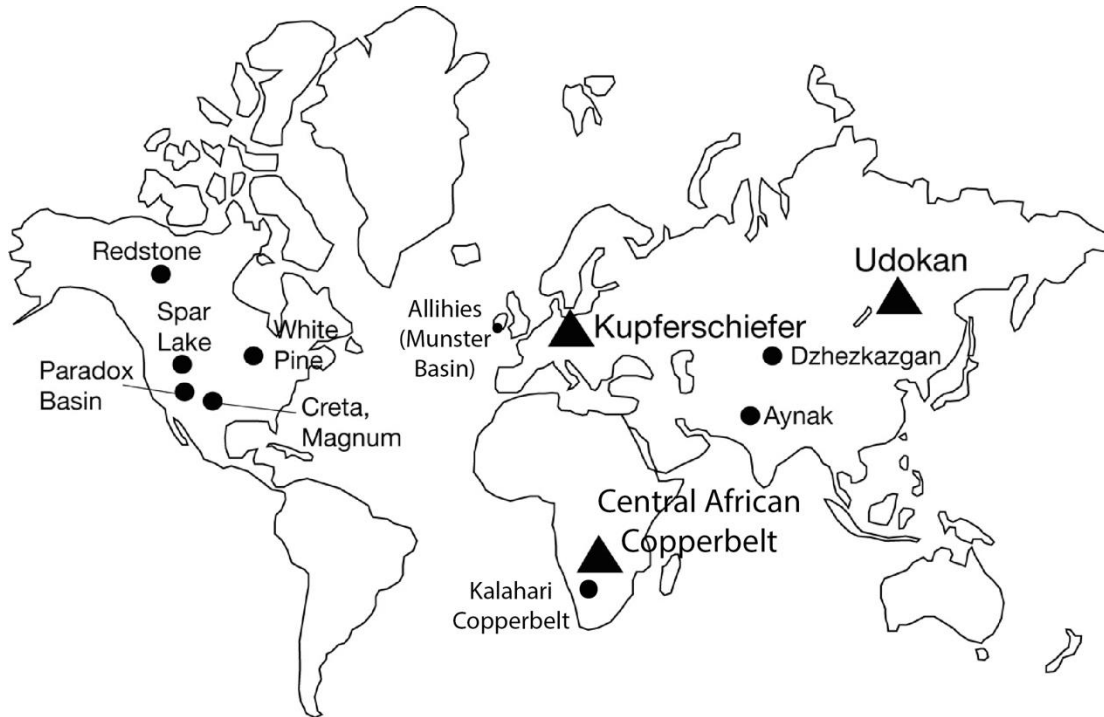 Redstone
Spar
Lake
White
Pine
Paradox
Basin
Creta,
Magnum
Allihies
(Munster
Basin)
Kupferschiefer
Udokan
Dzhezkazgan
Aynak
Central African
Copperbelt
Kalahari
Copperbelt